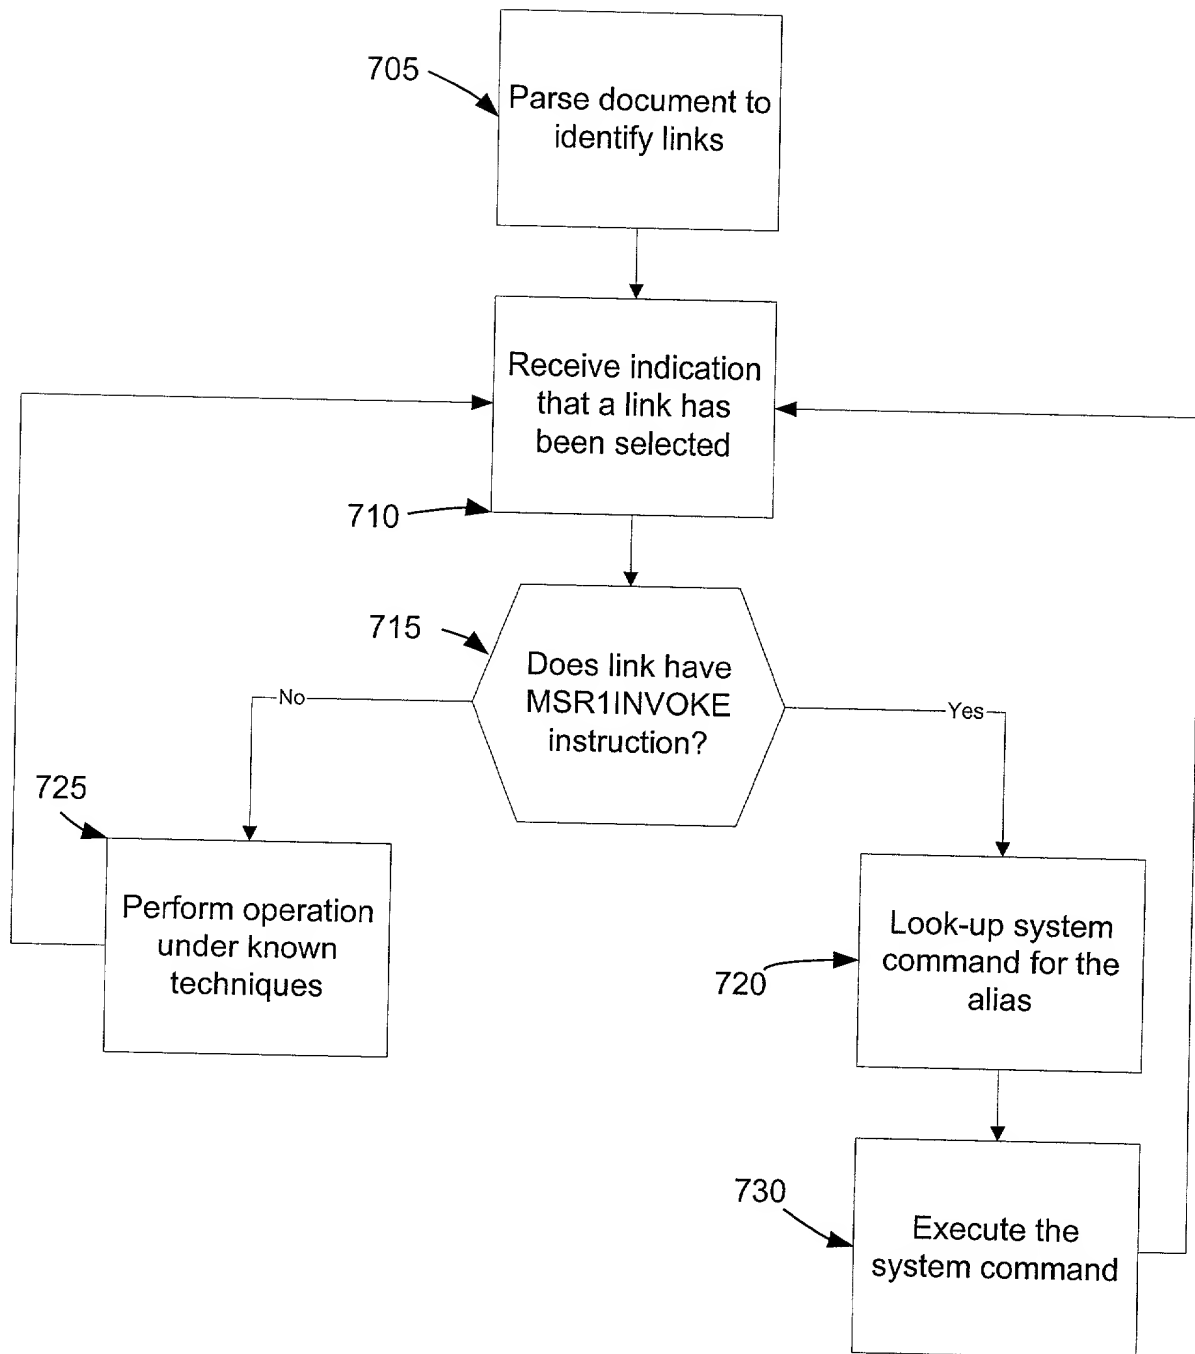 705
Parse document to
identify links
Receive indication
that a link has
been selected
710
715
Does link have
MSR1INVOKE
instruction?
No
Yes
725
Perform operation
under known
techniques
Look-up system
command for the
alias
720
730
Execute the
system command